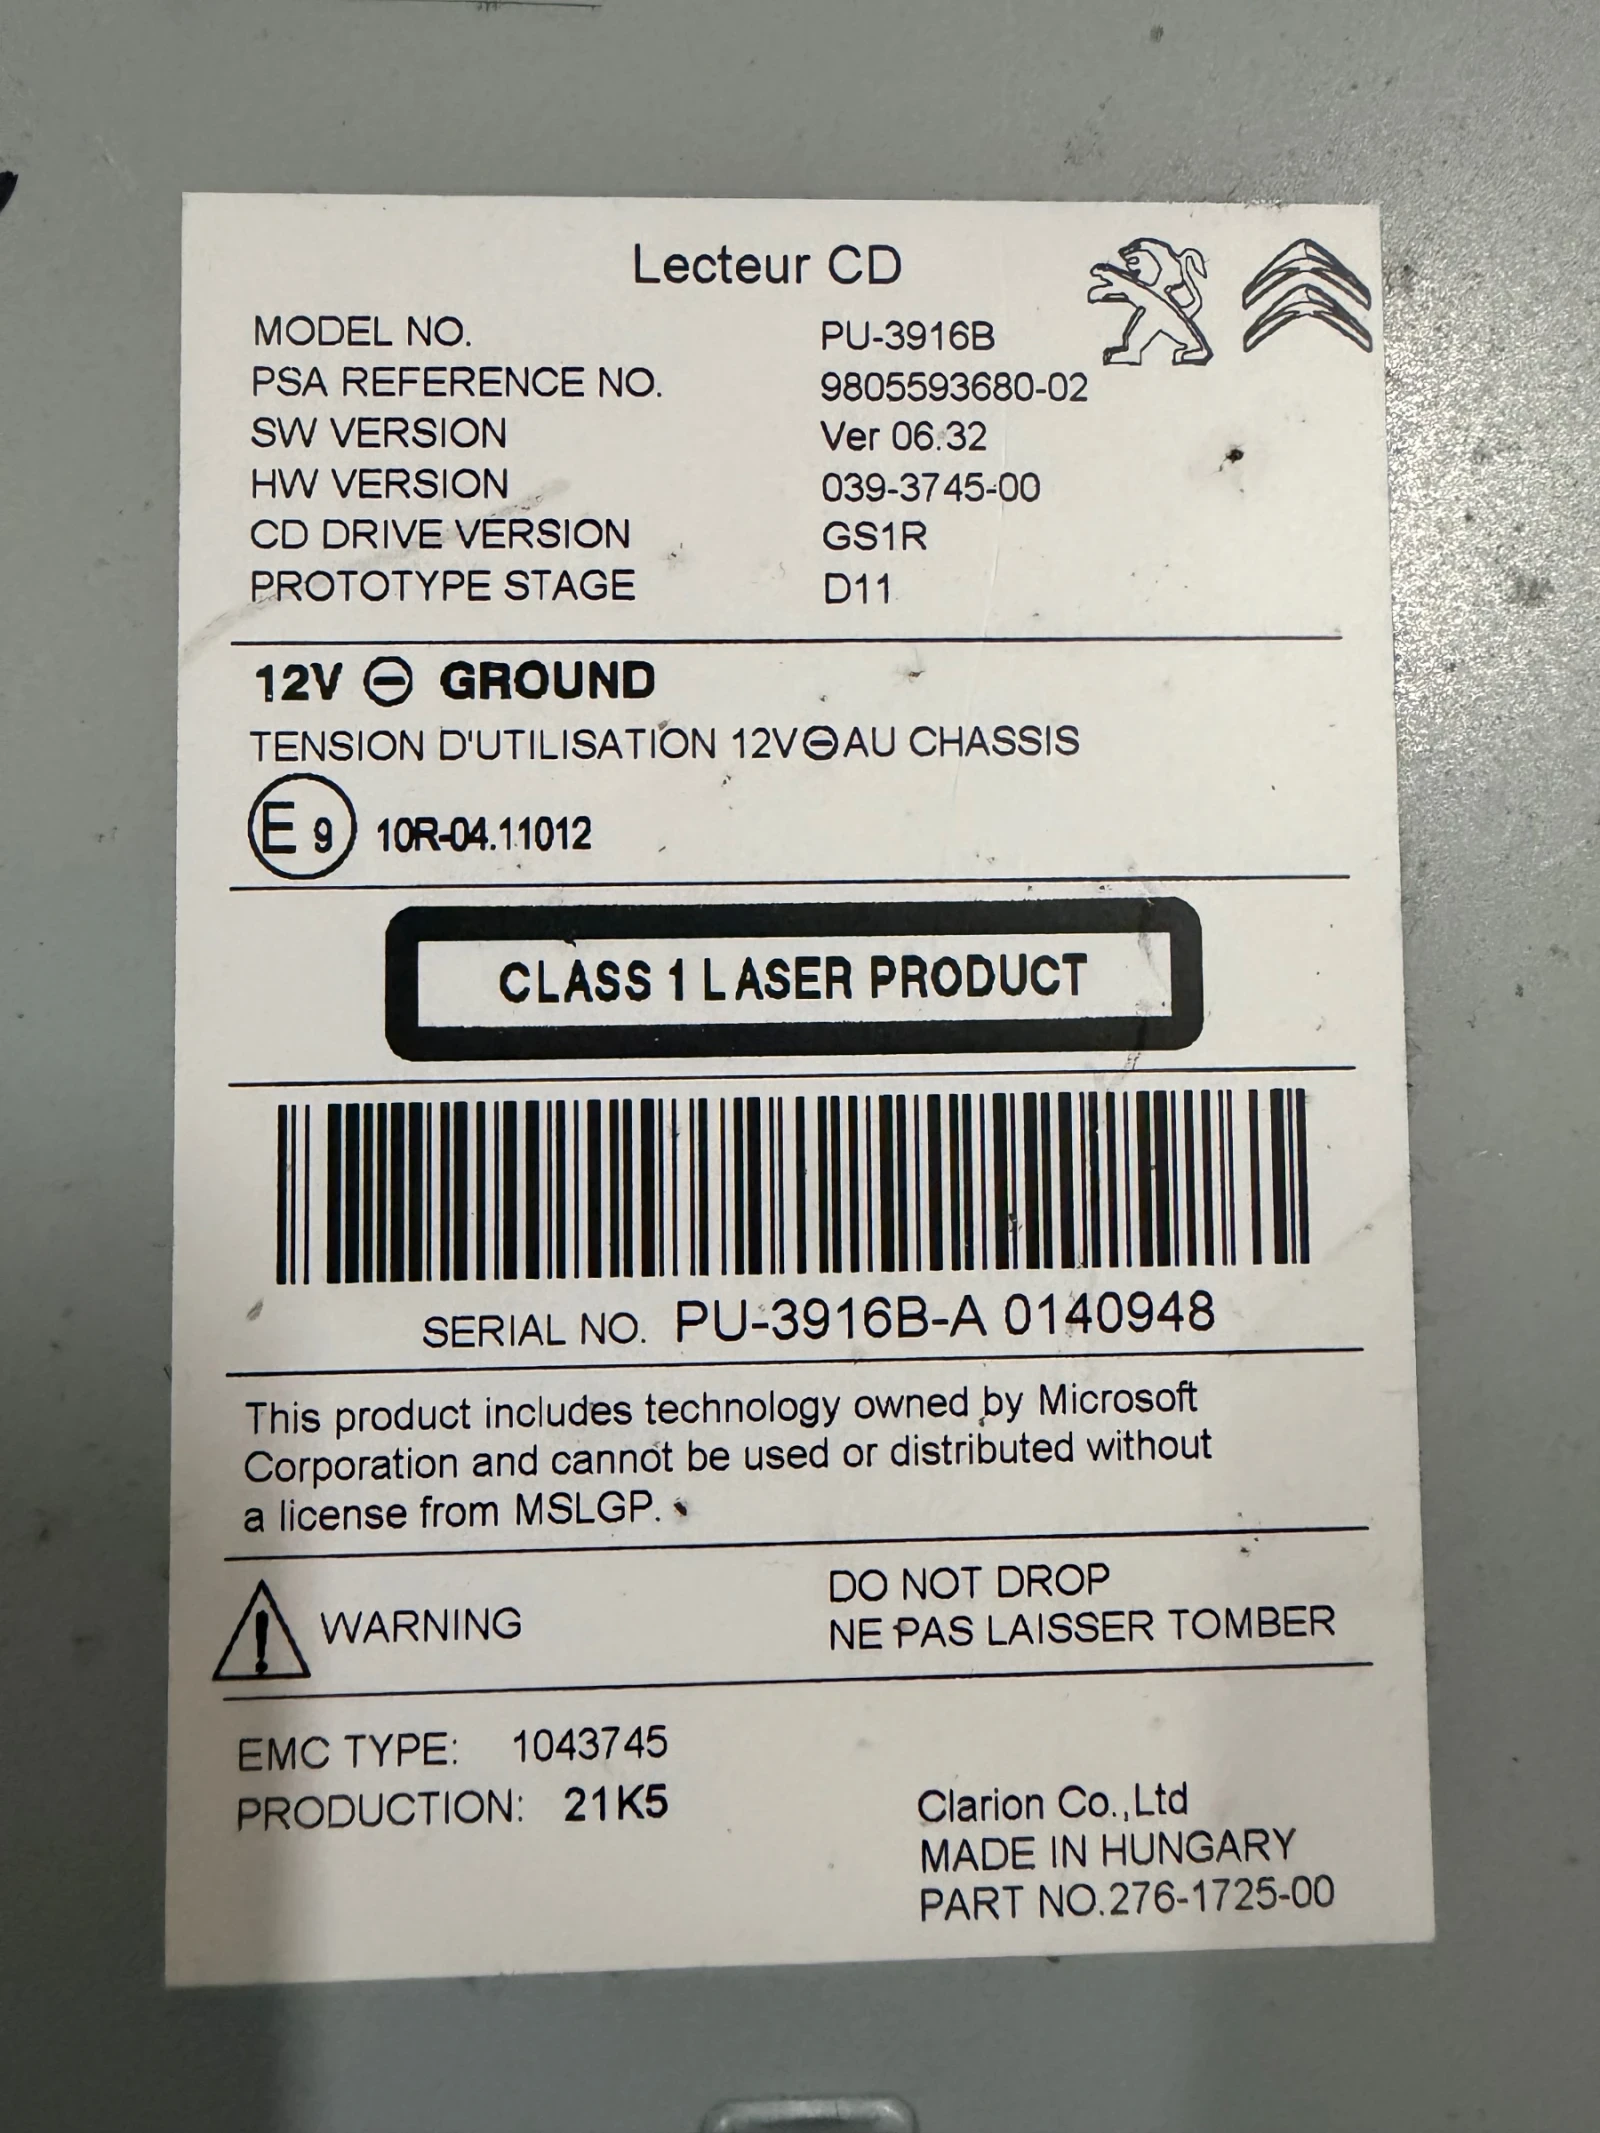 Lecteur CD
MODEL NO. PU-3916B
PSA REFERENCE NO. 9805593680-02
SW VERSION Ver 06.32
HW VERSION 039-3745-00
CD DRIVE VERSION GS1R
PROTOTYPE STAGE D11
12V ⊖ GROUND
TENSION D'UTILISATION 12V⊖AU CHASSIS
E9 10R-04.11012
CLASS 1 LASER PRODUCT
SERIAL NO. PU-3916B-A 0140948
This product includes technology owned by Microsoft
Corporation and cannot be used or distributed without
a license from MSLGP.
WARNING
DO NOT DROP
NE PAS LAISSER TOMBER
EMC TYPE: 1043745
PRODUCTION: 21K5
Clarion Co.,Ltd
MADE IN HUNGARY
PART NO.276-1725-00